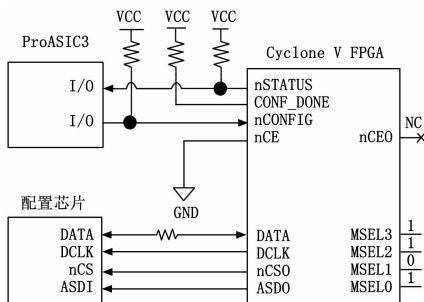 VCC VCC VCC
ProASIC3
Cyclone V FPGA
I/O
nSTATUS
CONF_DONE
I/O
nCONFIG
nCE
nCEO
NC
GND
配置芯片
DATA
DATA
MSEL3 1
DCLK
DCLK
MSEL2 1
nCS
nCSO
MSEL1 0
ASDI
ASDO
MSEL0 1